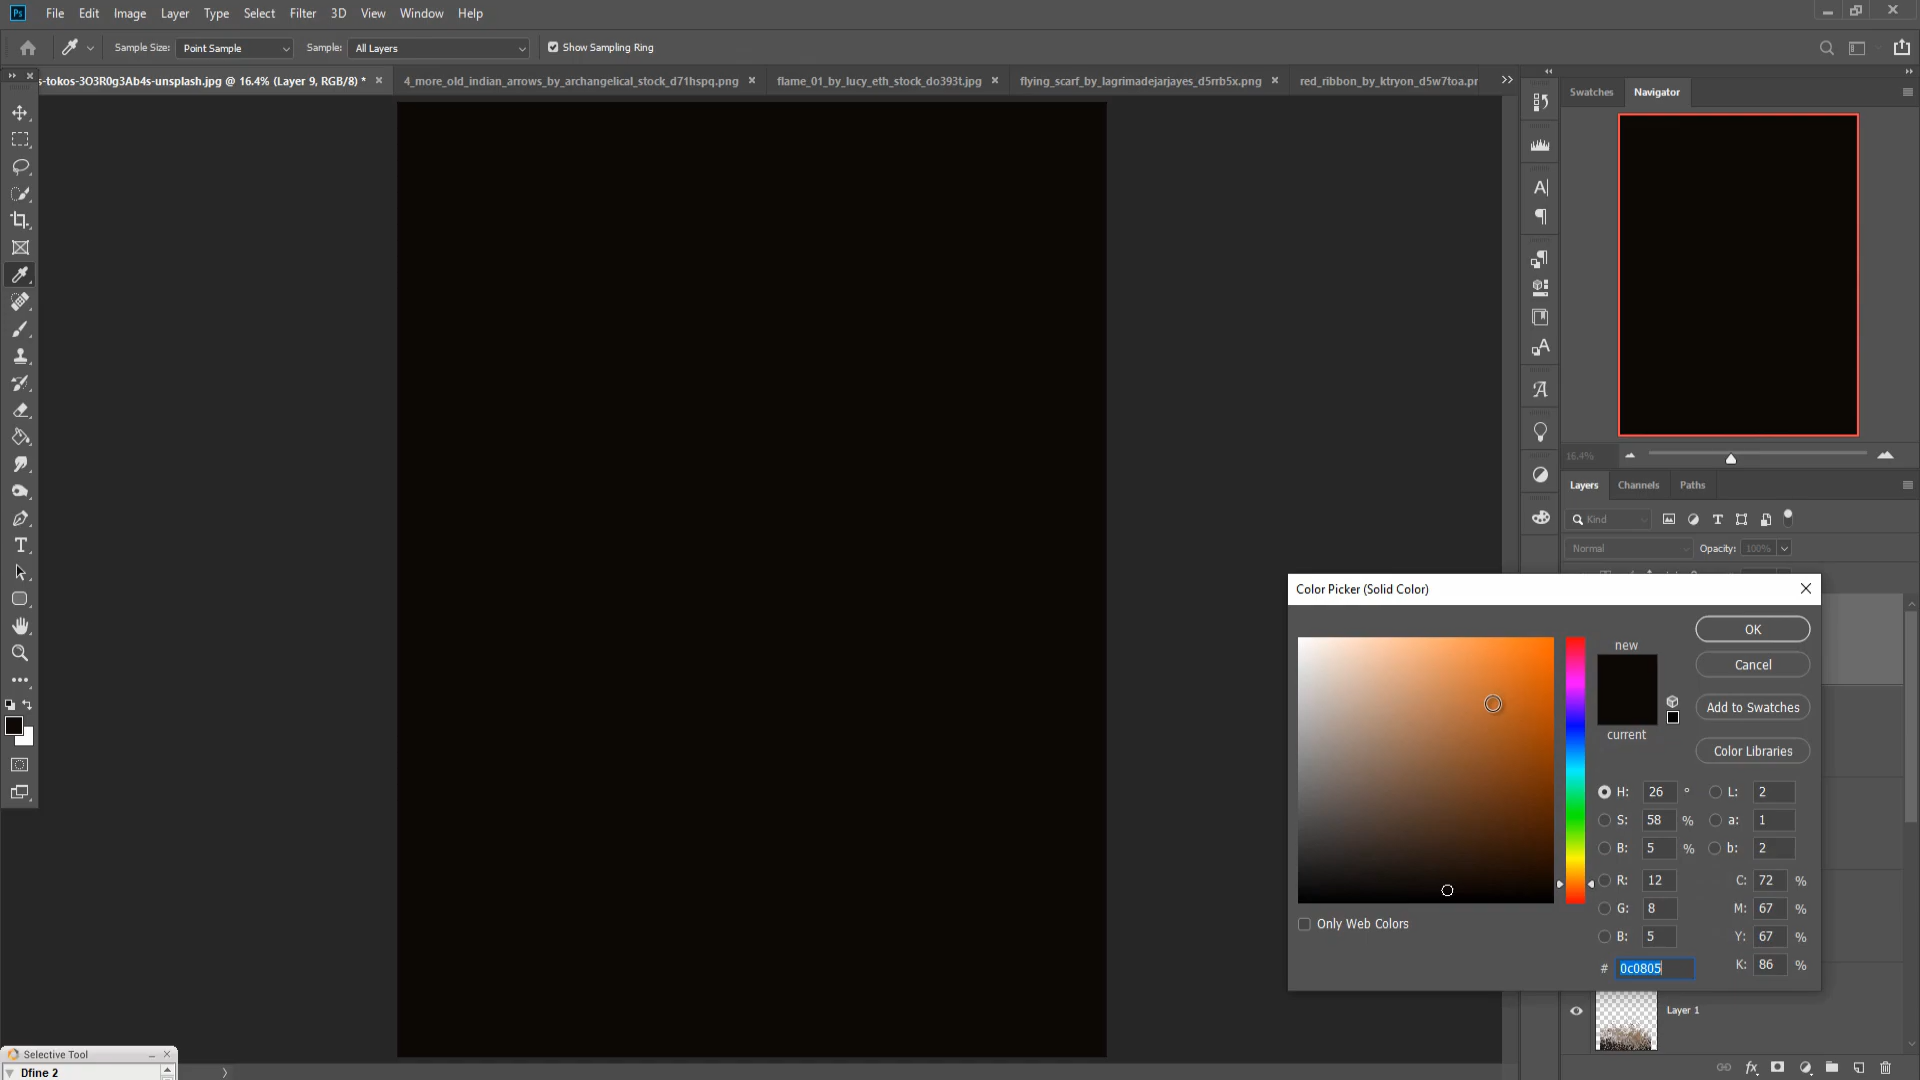 Ps File Edit Image Layer Type Select Filter 3D View Window Help
Sample Size: Point Sample Sample: All Layers Show Sampling Ring
s-tokos-3O3R0g3Ab4s-unsplash.jpg @ 16.4% (Layer 9, RGB/8) * 4_more_old_indian_arrows_by_archangelical_stock_d71hspq.png flame_01_by_lucy_eth_stock_do393t.jpg flying_scarf_by_lagrimadejarjayes_d5rrb5x.png red_ribbon_by_ktryon_d5w7toa.pr
Swatches Navigator
16.4%
Layers Channels Paths
Kind
Normal Opacity: 100%
Color Picker (Solid Color)
new
current
OK
Cancel
Add to Swatches
Color Libraries
H: 26 ° L: 2
S: 58 % a: 1
B: 5 % b: 2
R: 12 C: 72 %
G: 8 M: 67 %
B: 5 Y: 67 %
# 0c0805 K: 86 %
Only Web Colors
Layer 1
Selective Tool
Dfine 2